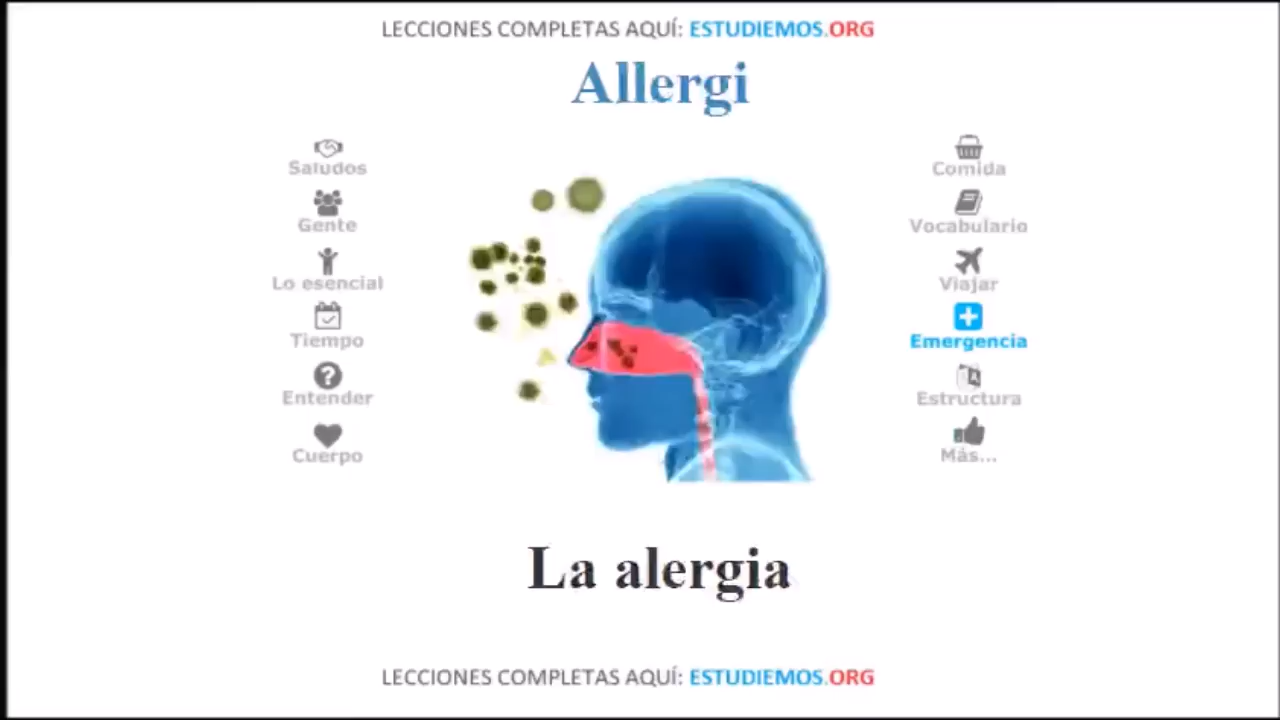 LECCIONES COMPLETAS AQUÍ: ESTUDIEMOS.ORG
Allergi
Saludos
Gente
Lo esencial
Tiempo
Entender
Cuerpo
Comida
Vocabulario
Viajar
Emergencia
Estructura
Más...
La alergia
LECCIONES COMPLETAS AQUÍ: ESTUDIEMOS.ORG